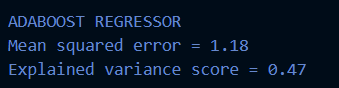 ADABOOST REGRESSOR
Mean squared error = 1.18
Explained variance score = 0.47